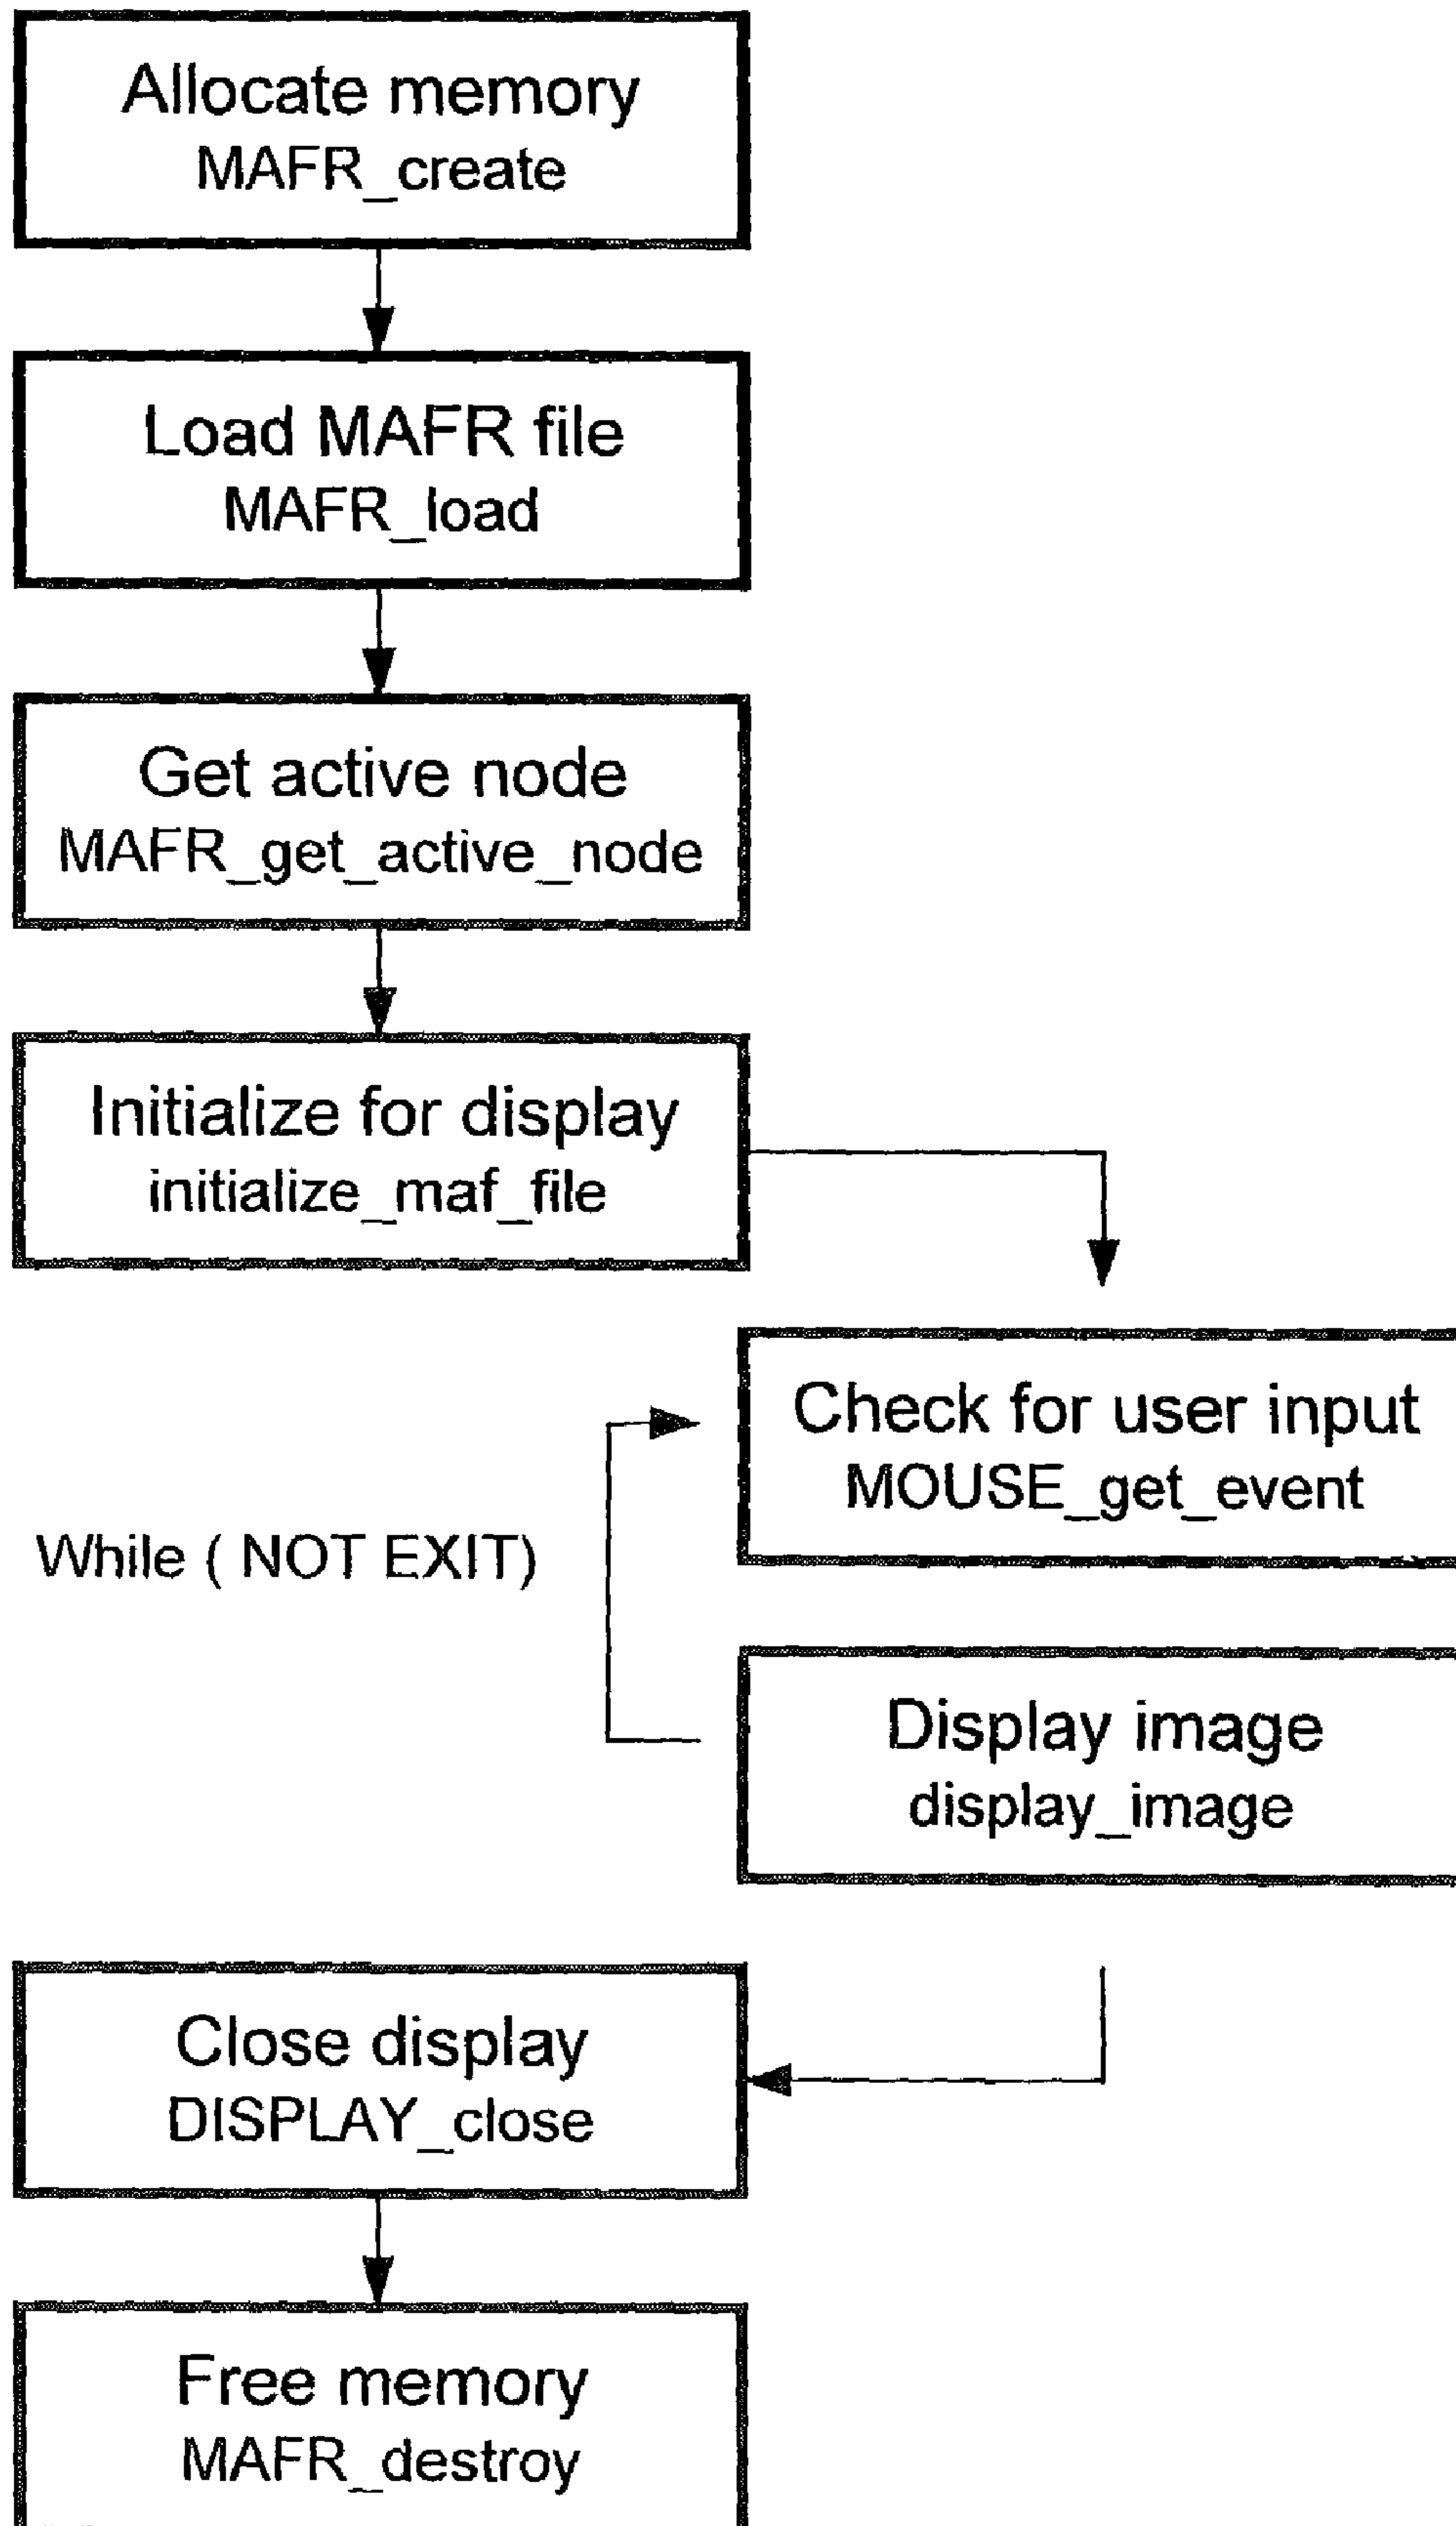 Allocate memory
MAFR_create
Load MAFR file
MAFR_load
Get active node
MAFR_get_active_node
Initialize for display
initialize_maf_file
Check for user input
MOUSE_get_event
While ( NOT EXIT)
Display image
display_image
Close display
DISPLAY_close
Free memory
MAFR_destroy